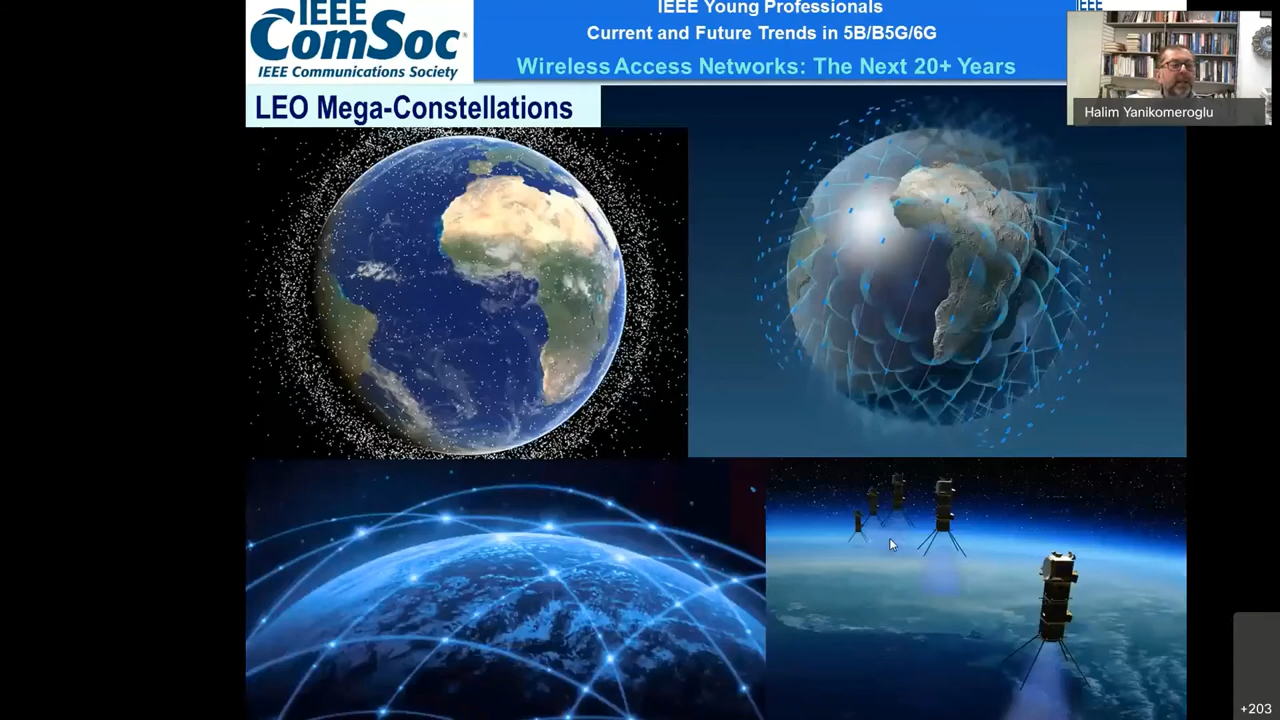 IEEE
ComSoc®
IEEE Communications Society
IEEE Young Professionals
Current and Future Trends in 5B/B5G/6G
Wireless Access Networks: The Next 20+ Years
IEEE
Halim Yanikomeroglu
LEO Mega-Constellations
+203